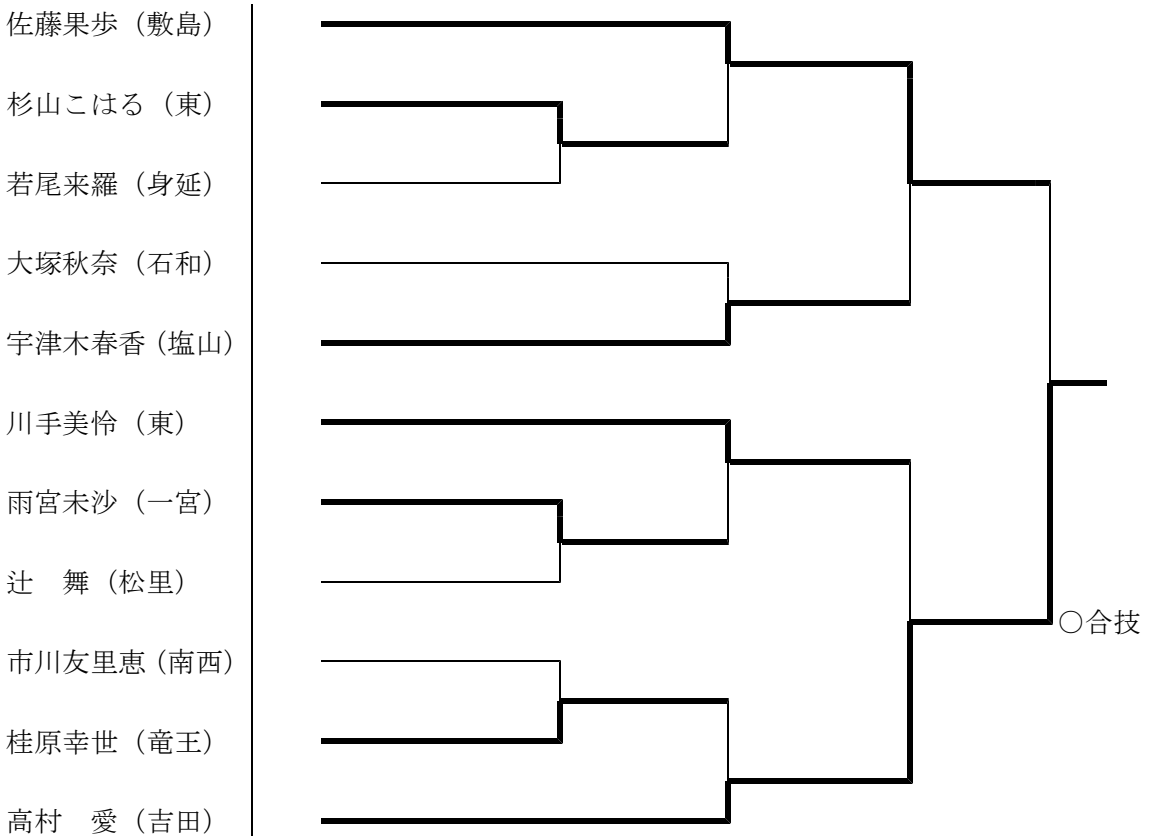 佐藤果歩（敷島）
杉山こはる（東）
若尾来羅（身延）
大塚秋奈（石和）
宇津木春香（塩山）
川手美怜（東）
雨宮未沙（一宮）
辻　舞（松里）
○合技
市川友里恵（南西）
桂原幸世（竜王）
高村　愛（吉田）